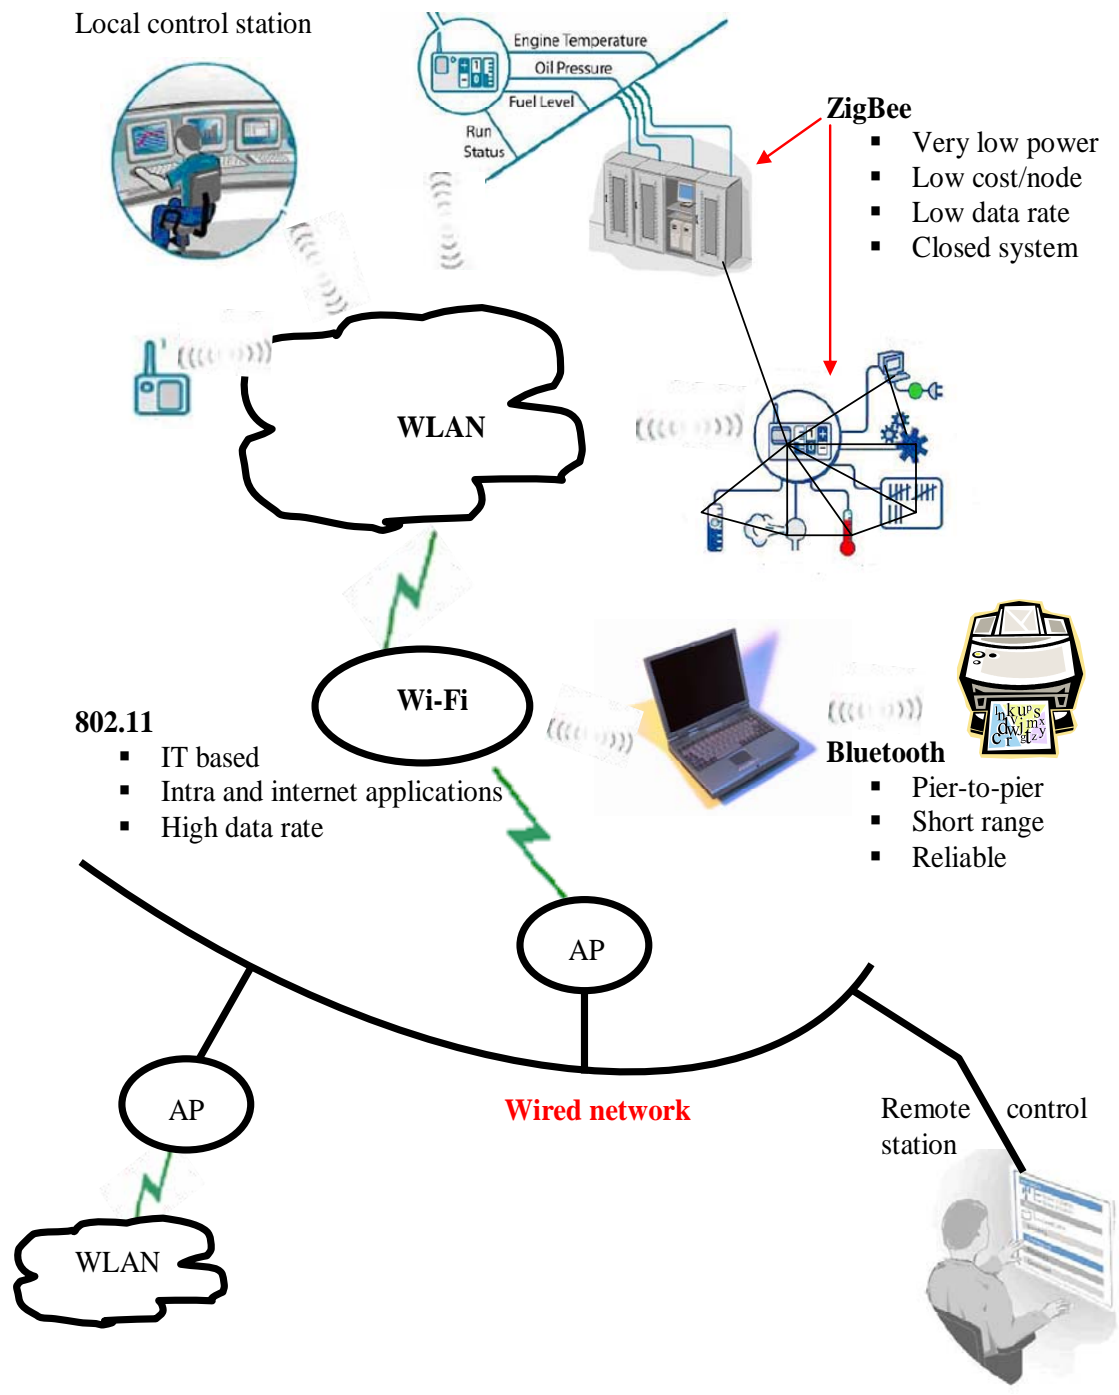 Local control station
Engine Temperature
Oil Pressure
Fuel Level
Run
Status
ZigBee
▪ Very low power
▪ Low cost/node
▪ Low data rate
▪ Closed system
WLAN
Wi-Fi
802.11
▪ IT based
▪ Intra and internet applications
▪ High data rate
Bluetooth
▪ Pier-to-pier
▪ Short range
▪ Reliable
AP
AP
Wired network
Remote control
station
WLAN